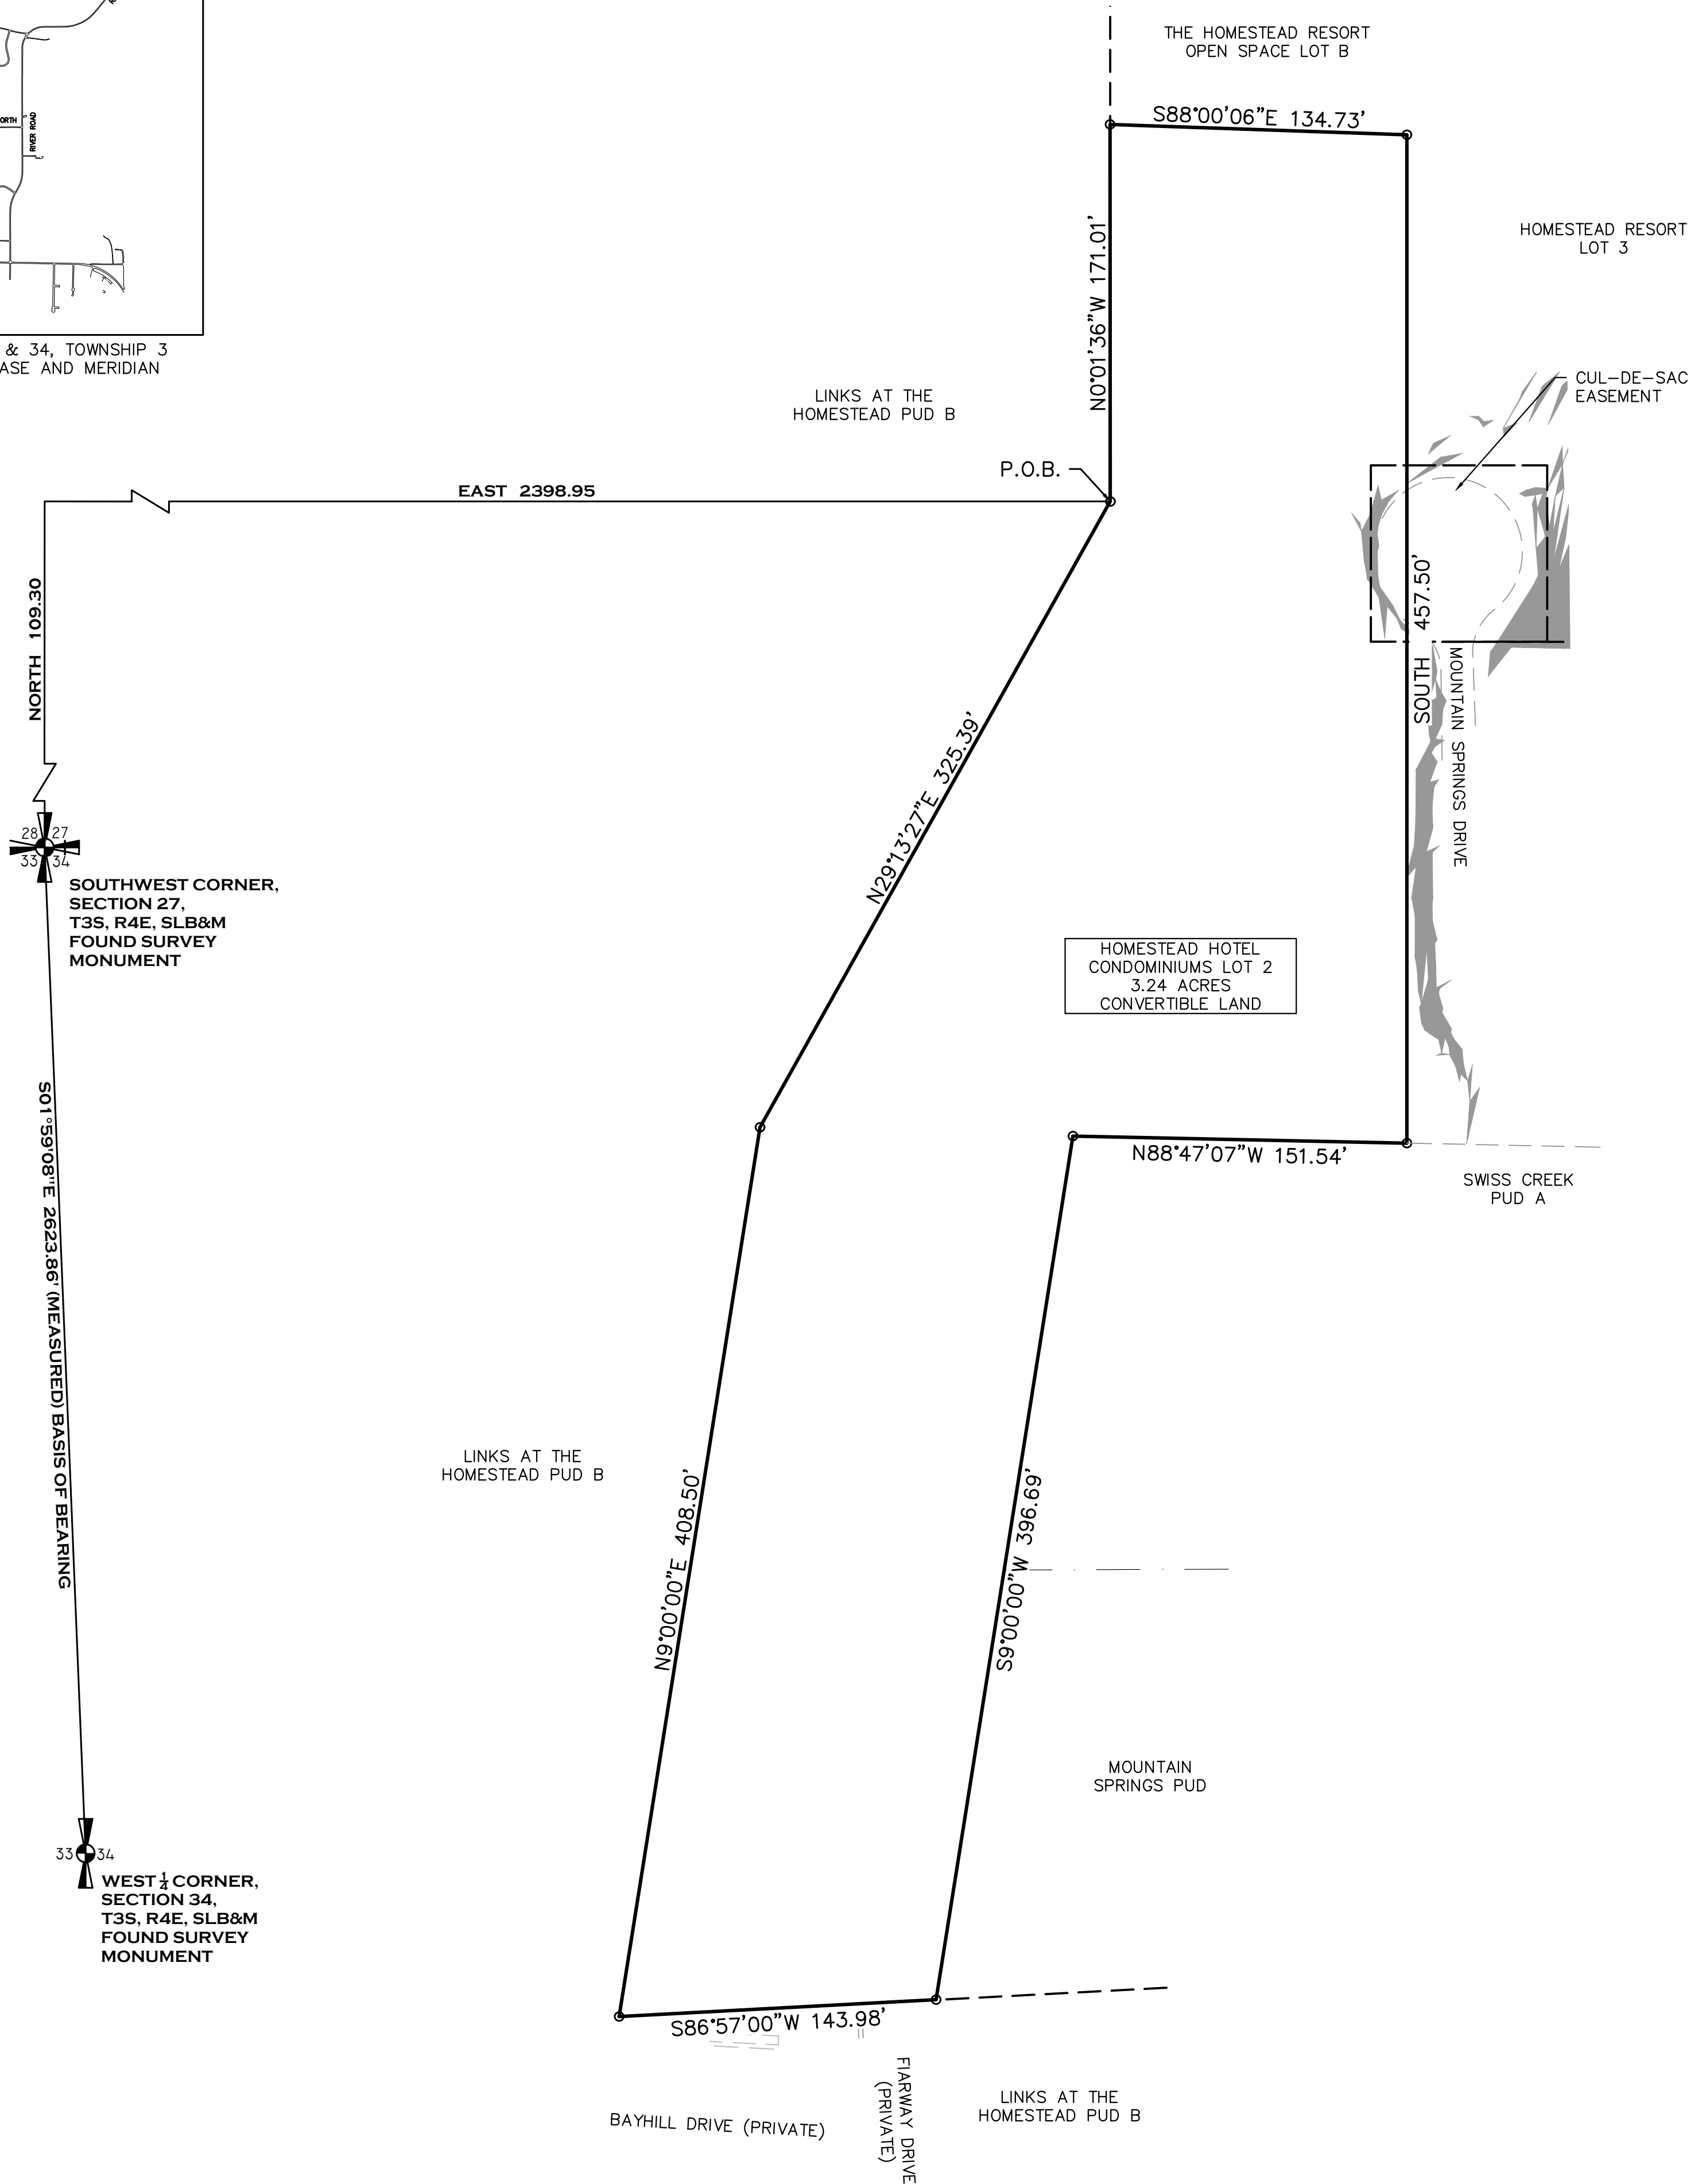 THE HOMESTEAD RESORT
OPEN SPACE LOT B
S88°00'06"E 134.73'
ORTH
RIVER ROAD
N0°01'36"W 171.01'
HOMESTEAD RESORT
LOT 3
& 34, TOWNSHIP 3
ASE AND MERIDIAN
CUL-DE-SAC
EASEMENT
LINKS AT THE
HOMESTEAD PUD B
P.O.B.
EAST 2398.95
NORTH 109.30
SOUTH 457.50'
MOUNTAIN SPRINGS DRIVE
N29°13'27"E 325.39'
28 27
33 34
SOUTHWEST CORNER,
SECTION 27,
T3S, R4E, SLB&M
FOUND SURVEY
MONUMENT
HOMESTEAD HOTEL
CONDOMINIUMS LOT 2
3.24 ACRES
CONVERTIBLE LAND
S01°59'08"E 2623.86' (MEASURED) BASIS OF BEARING
N88°47'07"W 151.54'
SWISS CREEK
PUD A
LINKS AT THE
HOMESTEAD PUD B
N9°00'00"E 408.50'
S9°00'00"W 396.69'
MOUNTAIN
SPRINGS PUD
33 34
WEST 1/4 CORNER,
SECTION 34,
T3S, R4E, SLB&M
FOUND SURVEY
MONUMENT
S86°57'00"W 143.98'
BAYHILL DRIVE (PRIVATE)
FIARWAY DRIVE
(PRIVATE)
LINKS AT THE
HOMESTEAD PUD B